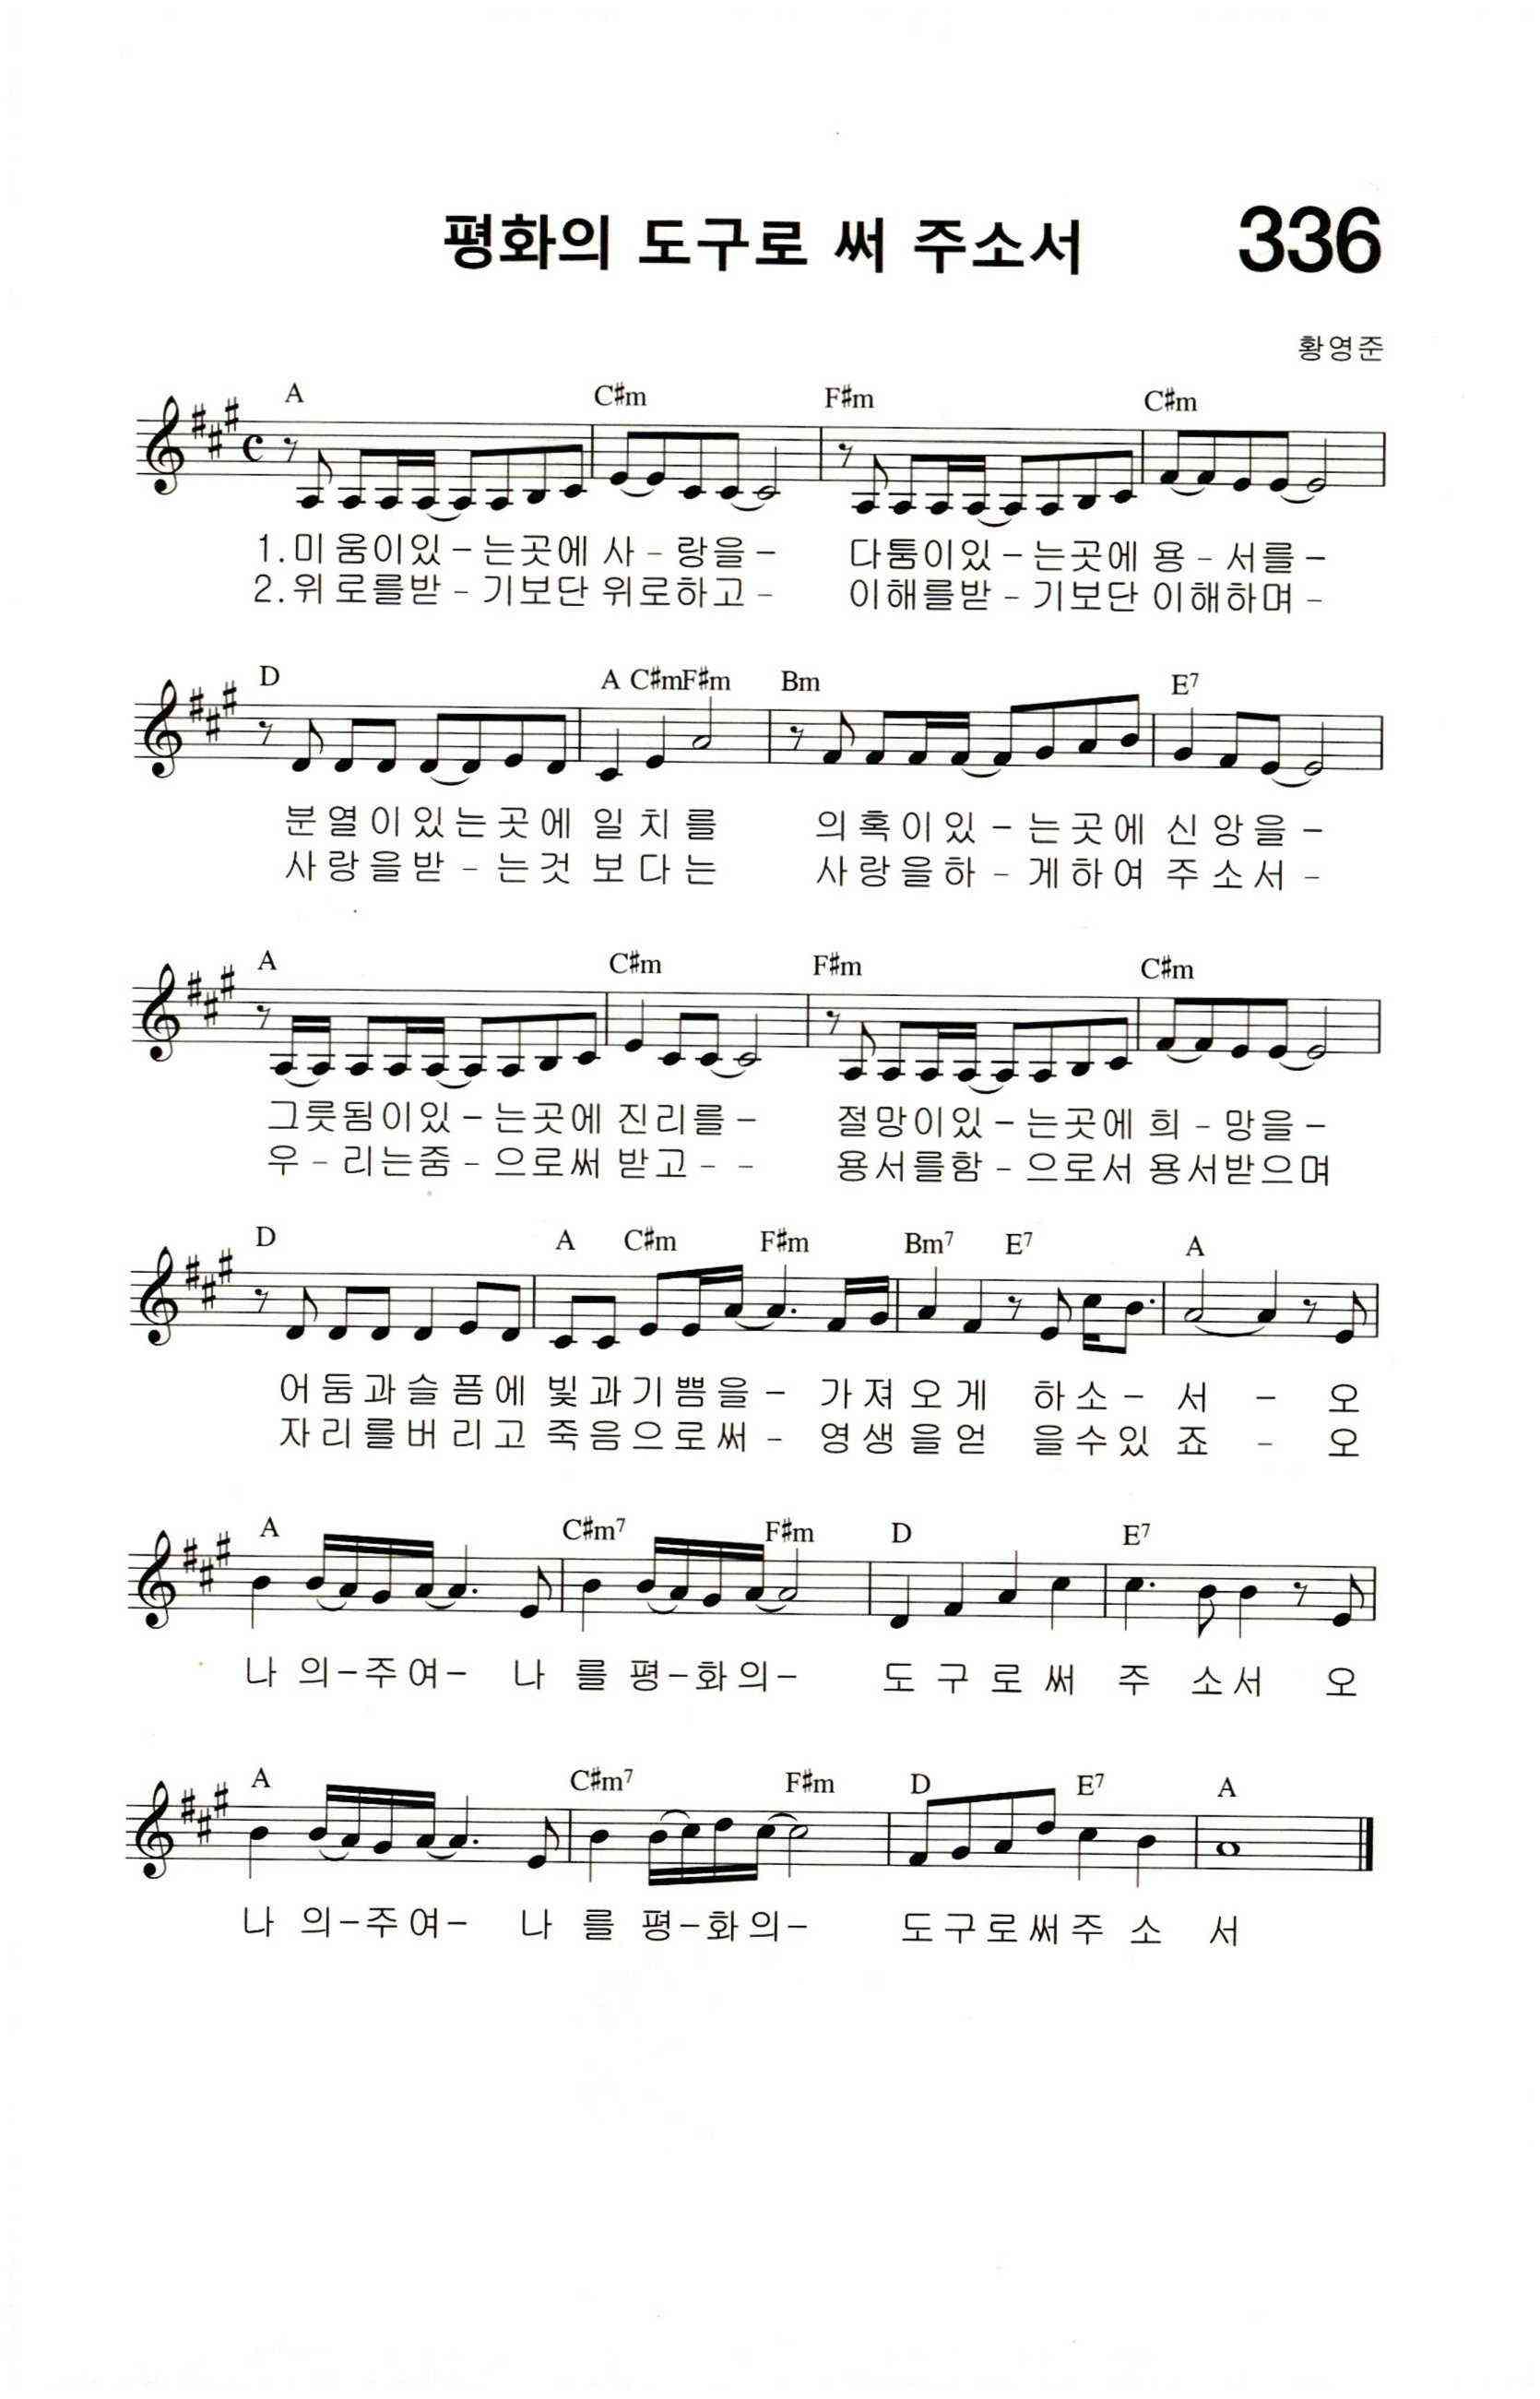 평화의 도구로 써 주소서 336
황영준
A C#m F#m C#m
1.미 움이있-는곳에 사-랑을- 다툼이있-는곳에 용-서를-
2.위 로를받-기보단 위로하고- 이해를받-기보단 이해하며-
D A C#m F#m Bm E7
분열이있는곳에 일치를 의혹이있-는곳에 신앙을-
사랑을받-는것 보다는 사랑을하-게하여 주소서-
A C#m F#m C#m
그릇됨이있-는곳에 진리를- 절망이있-는곳에 희-망을-
우-리는줌-으로써 받고-- 용서를함-으로서 용서받으며
D A C#m F#m Bm7 E7 A
어둠과슬픔에 빛과기쁨을- 가져오게 하소-서 - 오
자리를버리고 죽음으로써- 영생을얻 을수있죠 - 오
A C#m7 F#m D E7
나 의-주여- 나 를 평-화의- 도구로써 주 소서 오
A C#m7 F#m D E7 A
나 의-주여- 나 를 평-화의- 도구로써주 소 서